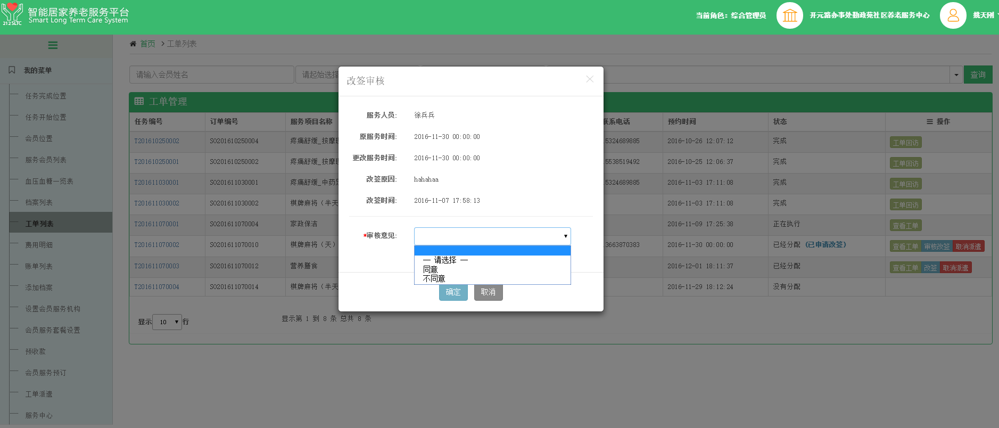 智能居家养老服务平台
Smart Long Term Care System
212SLTC
当前角色：综合管理员
开元路办事处勤政苑社区养老服务中心
姚天刚
首页 > 工单列表
我的菜单
任务完成位置
任务开始位置
会员位置
服务会员列表
血压血糖一览表
档案列表
工单列表
费用明细
账单列表
添加档案
设置会员服务机构
会员服务套餐设置
预收款
会员服务预订
工单派遣
服务中心
请输入会员姓名
请起始选择
查询
工单管理
任务编号 订单编号 服务项目名称 联系电话 预约时间 状态 操作
T201610250002 SO201610250004 疼痛舒缓_按摩 5324689885 2016-10-26 12:07:12 完成 工单回访
T201610250001 SO201610250002 疼痛舒缓_按摩 5538519492 2016-10-25 12:06:37 完成 工单回访
T201611030001 SO201611030001 疼痛舒缓_中药 5324689885 2016-11-03 17:11:08 完成 工单回访
T201611030002 SO201611030002 棋牌麻将（半天 2016-11-03 17:11:08 完成 工单回访
T201611070001 SO201611070004 家政保洁 2016-11-09 17:25:38 正在执行 查看工单
T201611070002 SO201611070010 棋牌麻将（天） 3663870383 2016-11-30 00:00:00 已经分配 (已申请改签) 查看工单 审核改签 取消派遣
T201611070003 SO201611070012 营养膳食 2016-12-01 18:11:37 已经分配 查看工单 改签 取消派遣
T201611070004 SO201611070014 棋牌麻将（半天 2016-11-29 18:12:24 没有分配
显示 10 行
显示第 1 到 8 条 总共 8 条
改签审核
服务人员: 徐兵兵
原服务时间: 2016-11-30 00:00:00
更改服务时间: 2016-11-30 00:00:00
改签原因: hahahaa
改签时间: 2016-11-07 17:58:13
*审核意见:
— 请选择 —
同意
不同意
确定
取消